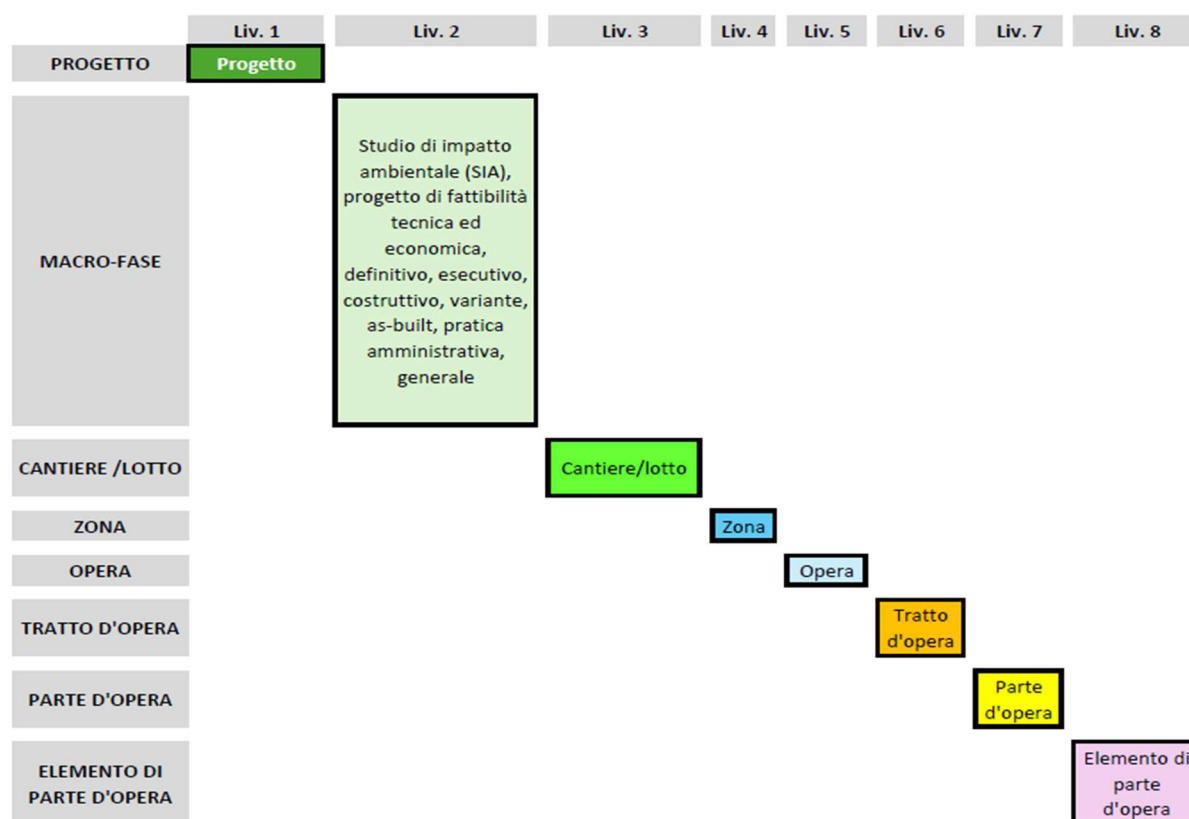 Liv. 1 Liv. 2 Liv. 3 Liv. 4 Liv. 5 Liv. 6 Liv. 7 Liv. 8
PROGETTO Progetto
MACRO-FASE
Studio di impatto
ambientale (SIA),
progetto di fattibilità
tecnica ed
economica,
definitivo, esecutivo,
costruttivo, variante,
as-built, pratica
amministrativa,
generale
CANTIERE /LOTTO Cantiere/lotto
ZONA Zona
OPERA Opera
TRATTO D'OPERA
Tratto
d'opera
PARTE D'OPERA
Parte
d'opera
ELEMENTO DI
PARTE D'OPERA
Elemento di
parte
d'opera